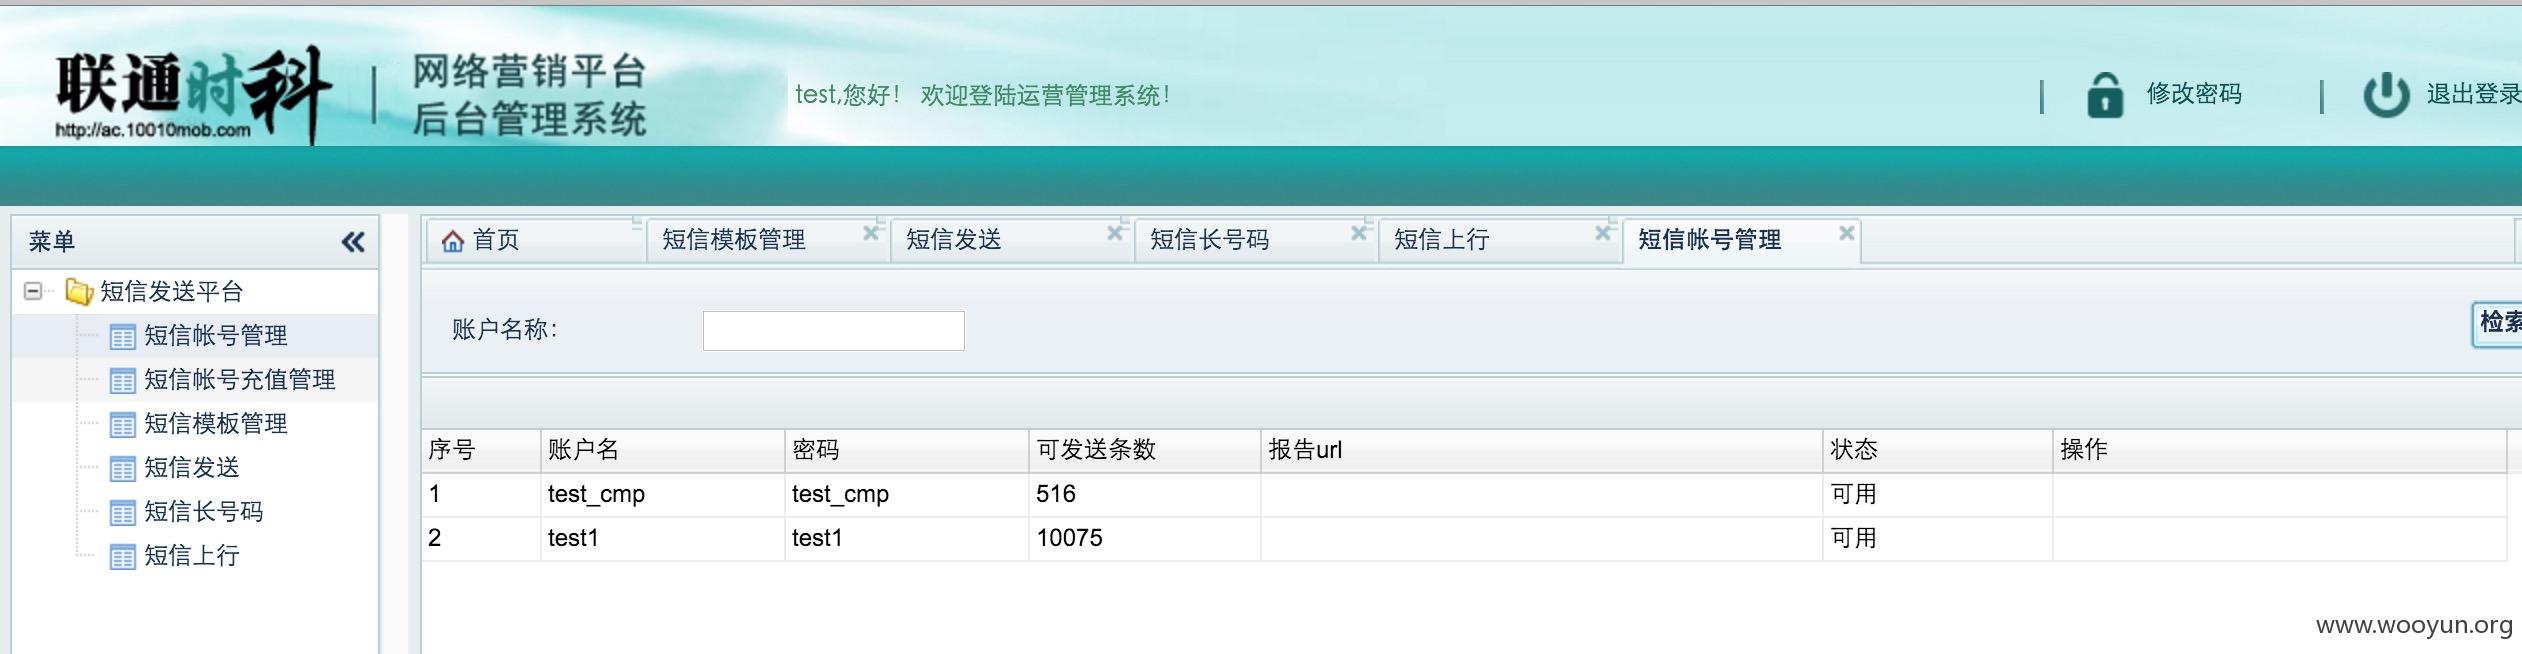 联通时科
http://ac.10010mob.com
网络营销平台
后台管理系统
test,您好! 欢迎登陆运营管理系统!
修改密码
退出登录
菜单
短信发送平台
短信帐号管理
短信帐号充值管理
短信模板管理
短信发送
短信长号码
短信上行
首页 短信模板管理 短信发送 短信长号码 短信上行 短信帐号管理
账户名称:
检索
序号 账户名 密码 可发送条数 报告url 状态 操作
1 test_cmp test_cmp 516 可用
2 test1 test1 10075 可用
www.wooyun.org